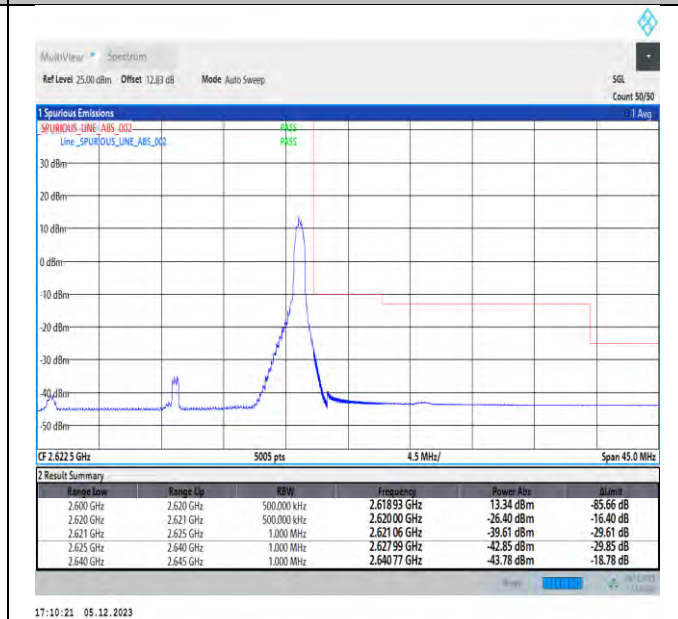 MultiView Spectrum
Ref Level 25.00 dBm Offset 12.83 dB Mode Auto Sweep SGL
Count 50/50
1 Spurious Emissions 1 Avg
_SPURIOUS_LINE_ABS_002 PASS
Line _SPURIOUS_LINE_ABS_002 PASS
30 dBm
20 dBm
10 dBm
0 dBm
-10 dBm
-20 dBm
-30 dBm
-40 dBm
-50 dBm
CF 2.622 5 GHz 5005 pts 4.5 MHz/ Span 45.0 MHz
2 Result Summary
Range Low Range Up RBW Frequency Power Abs ΔLimit
2.600 GHz 2.620 GHz 500.000 kHz 2.618 93 GHz 13.34 dBm -85.66 dB
2.620 GHz 2.621 GHz 500.000 kHz 2.620 00 GHz -26.40 dBm -16.40 dB
2.621 GHz 2.625 GHz 1.000 MHz 2.621 06 GHz -39.61 dBm -29.61 dB
2.625 GHz 2.640 GHz 1.000 MHz 2.627 99 GHz -42.85 dBm -29.85 dB
2.640 GHz 2.645 GHz 1.000 MHz 2.640 77 GHz -43.78 dBm -18.78 dB
17:10:21 05.12.2023